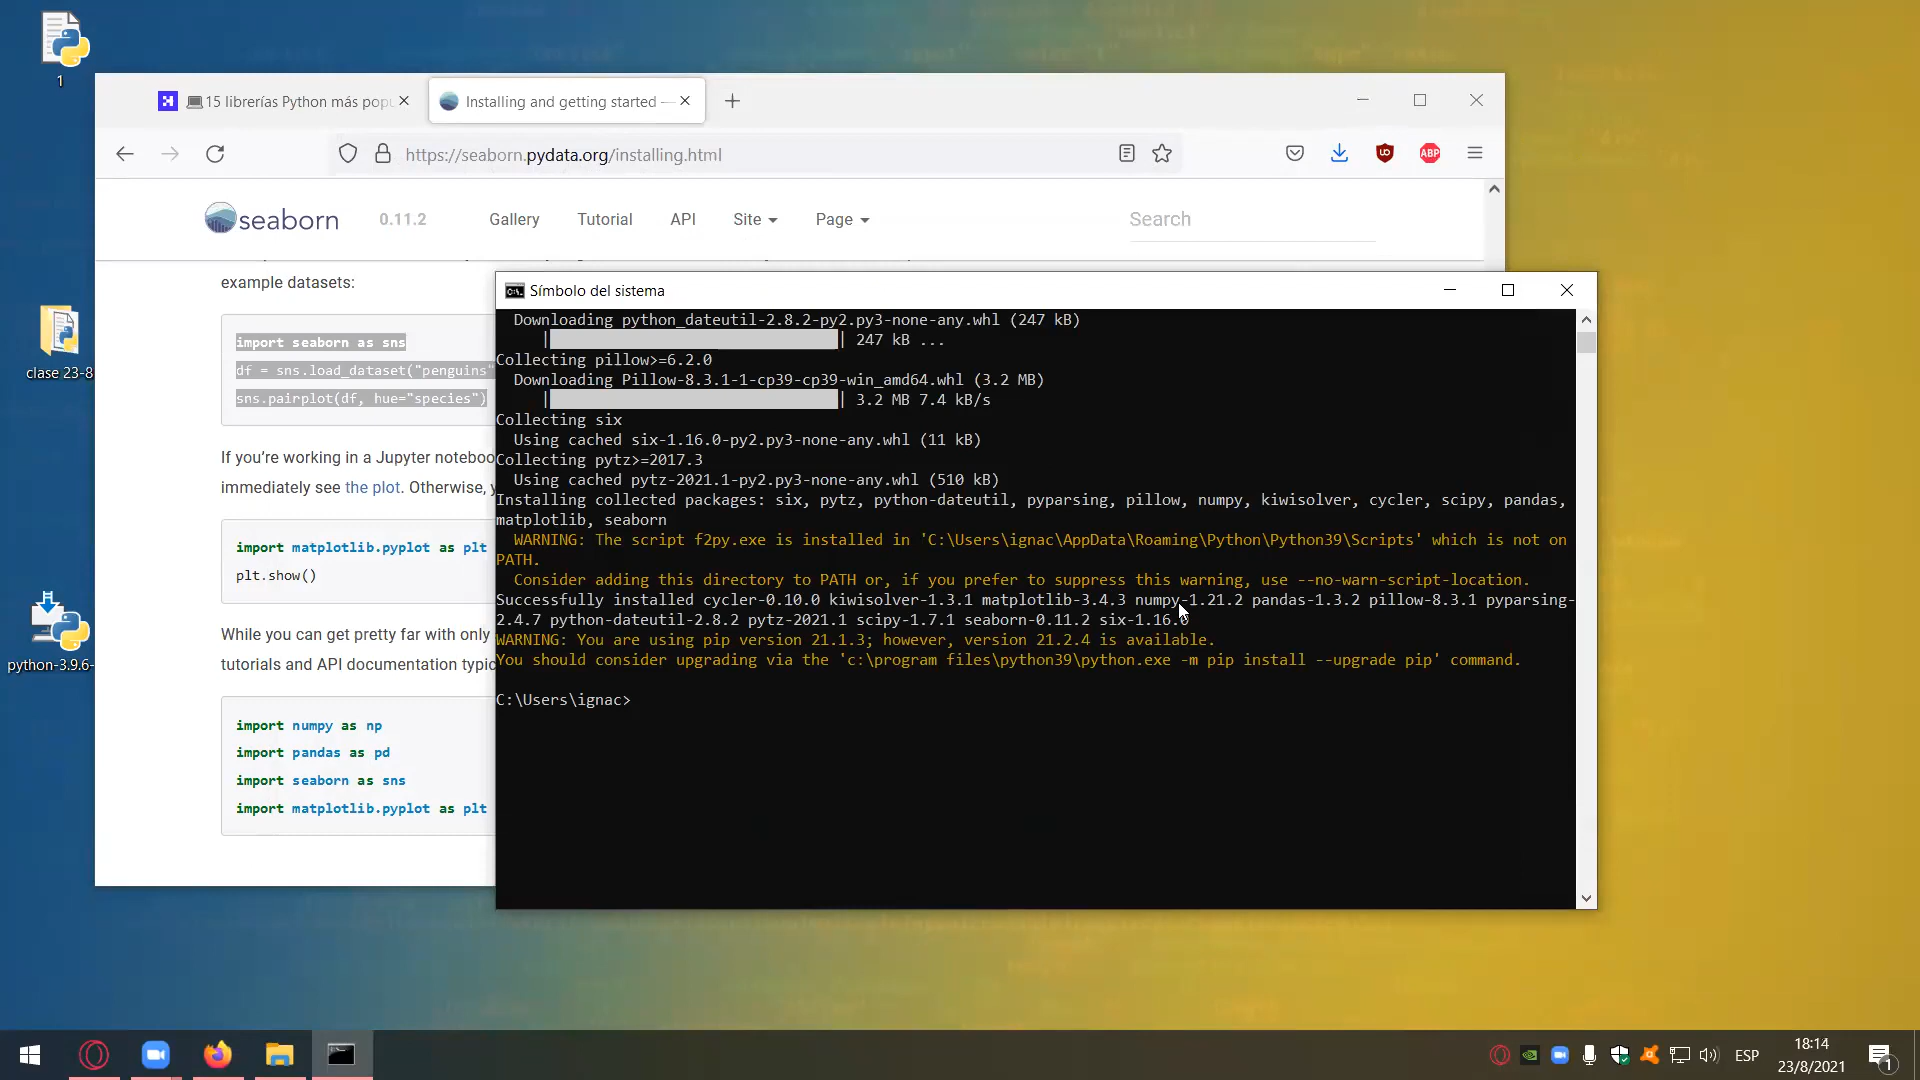 1
15 librerías Python más popu
Installing and getting started —
https://seaborn.pydata.org/installing.html
ABP
seaborn
0.11.2
Gallery
Tutorial
API
Site
Page
Search
example datasets:
import seaborn as sns
df = sns.load_dataset("penguins"
sns.pairplot(df, hue="species")
If you're working in a Jupyter noteboo
immediately see the plot. Otherwise, y
import matplotlib.pyplot as plt
plt.show()
While you can get pretty far with only
tutorials and API documentation typic
import numpy as np
import pandas as pd
import seaborn as sns
import matplotlib.pyplot as plt
clase 23-8
python-3.9.6-
Símbolo del sistema
Downloading python_dateutil-2.8.2-py2.py3-none-any.whl (247 kB)
| | 247 kB ...
Collecting pillow>=6.2.0
Downloading Pillow-8.3.1-1-cp39-cp39-win_amd64.whl (3.2 MB)
| | 3.2 MB 7.4 kB/s
Collecting six
Using cached six-1.16.0-py2.py3-none-any.whl (11 kB)
Collecting pytz>=2017.3
Using cached pytz-2021.1-py2.py3-none-any.whl (510 kB)
Installing collected packages: six, pytz, python-dateutil, pyparsing, pillow, numpy, kiwisolver, cycler, scipy, pandas,
matplotlib, seaborn
WARNING: The script f2py.exe is installed in 'C:\Users\ignac\AppData\Roaming\Python\Python39\Scripts' which is not on
PATH.
Consider adding this directory to PATH or, if you prefer to suppress this warning, use --no-warn-script-location.
Successfully installed cycler-0.10.0 kiwisolver-1.3.1 matplotlib-3.4.3 numpy-1.21.2 pandas-1.3.2 pillow-8.3.1 pyparsing-
2.4.7 python-dateutil-2.8.2 pytz-2021.1 scipy-1.7.1 seaborn-0.11.2 six-1.16.0
WARNING: You are using pip version 21.1.3; however, version 21.2.4 is available.
You should consider upgrading via the 'c:\program files\python39\python.exe -m pip install --upgrade pip' command.
C:\Users\ignac>
ESP
18:14
23/8/2021
1